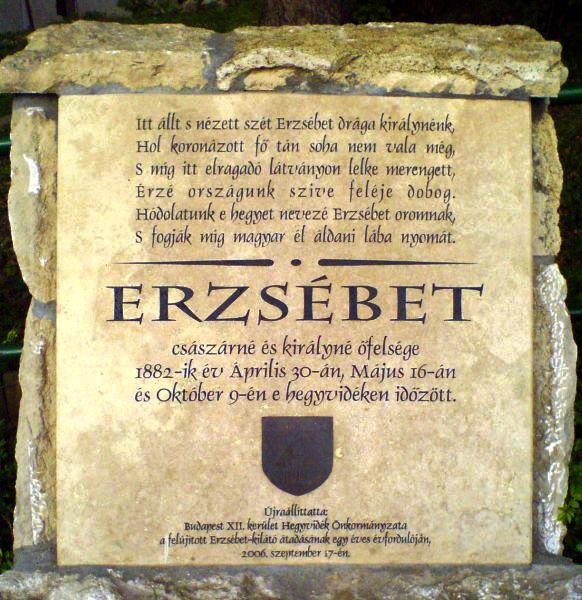 Itt állt s nézett szét Erzsébet drága királynénk,
Hol koronázott fő tán soha nem vala még,
S míg itt elragadó látványon lelke merengett,
Érzé országunk szive feléje dobog.
Hódolatunk e hegyet nevezé Erzsébet oromnak,
S fogják míg magyar él áldani lába nyomát.
ERZSÉBET
császárné és királyné őfelsége
1882-ik év Április 30-án, Május 16-án
és Október 9-én e hegyvidéken időzött.
Újraállíttatta:
Budapest XII. kerület Hegyvidék Önkormányzata
a felújított Erzsébet-kilátó átadásának egy éves évfordulóján,
2006. szeptember 17-én.